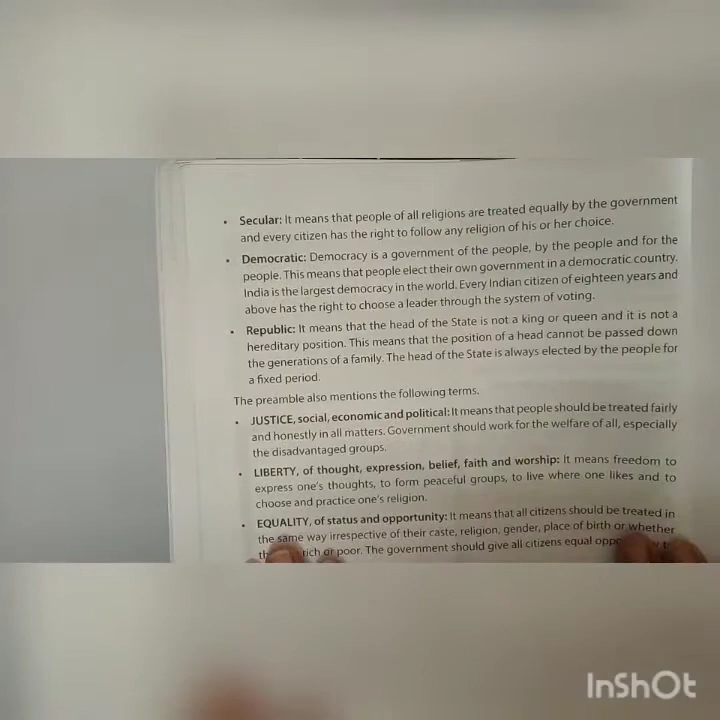 • Secular: It means that people of all religions are treated equally by the government
and every citizen has the right to follow any religion of his or her choice.
• Democratic: Democracy is a government of the people, by the people and for the
people. This means that people elect their own government in a democratic country.
India is the largest democracy in the world. Every Indian citizen of eighteen years and
above has the right to choose a leader through the system of voting.
• Republic: It means that the head of the State is not a king or queen and it is not a
hereditary position. This means that the position of a head cannot be passed down
the generations of a family. The head of the State is always elected by the people for
a fixed period.
The preamble also mentions the following terms.
• JUSTICE, social, economic and political: It means that people should be treated fairly
and honestly in all matters. Government should work for the welfare of all, especially
the disadvantaged groups.
• LIBERTY, of thought, expression, belief, faith and worship: It means freedom to
express one's thoughts, to form peaceful groups, to live where one likes and to
choose and practice one's religion.
• EQUALITY, of status and opportunity: It means that all citizens should be treated in
the same way irrespective of their caste, religion, gender, place of birth or whether
rich or poor. The government should give all citizens equal
InShOt